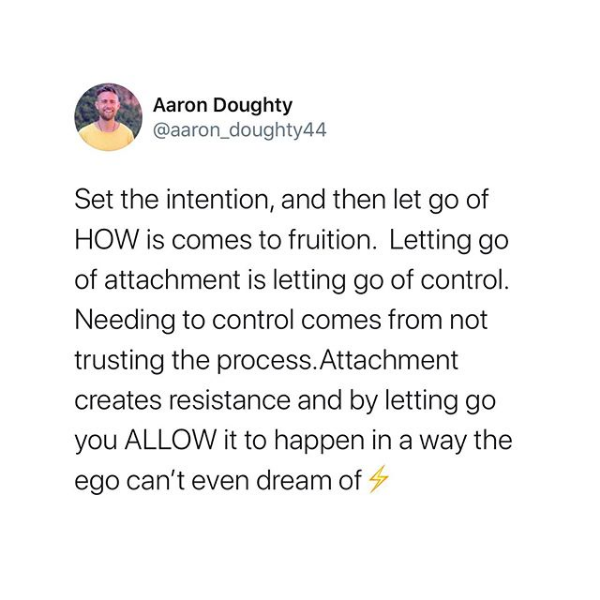 Aaron Doughty
@aaron_doughty44
Set the intention, and then let go of
HOW is comes to fruition.  Letting go
of attachment is letting go of control.
Needing to control comes from not
trusting the process.Attachment
creates resistance and by letting go
you ALLOW it to happen in a way the
ego can’t even dream of⚡